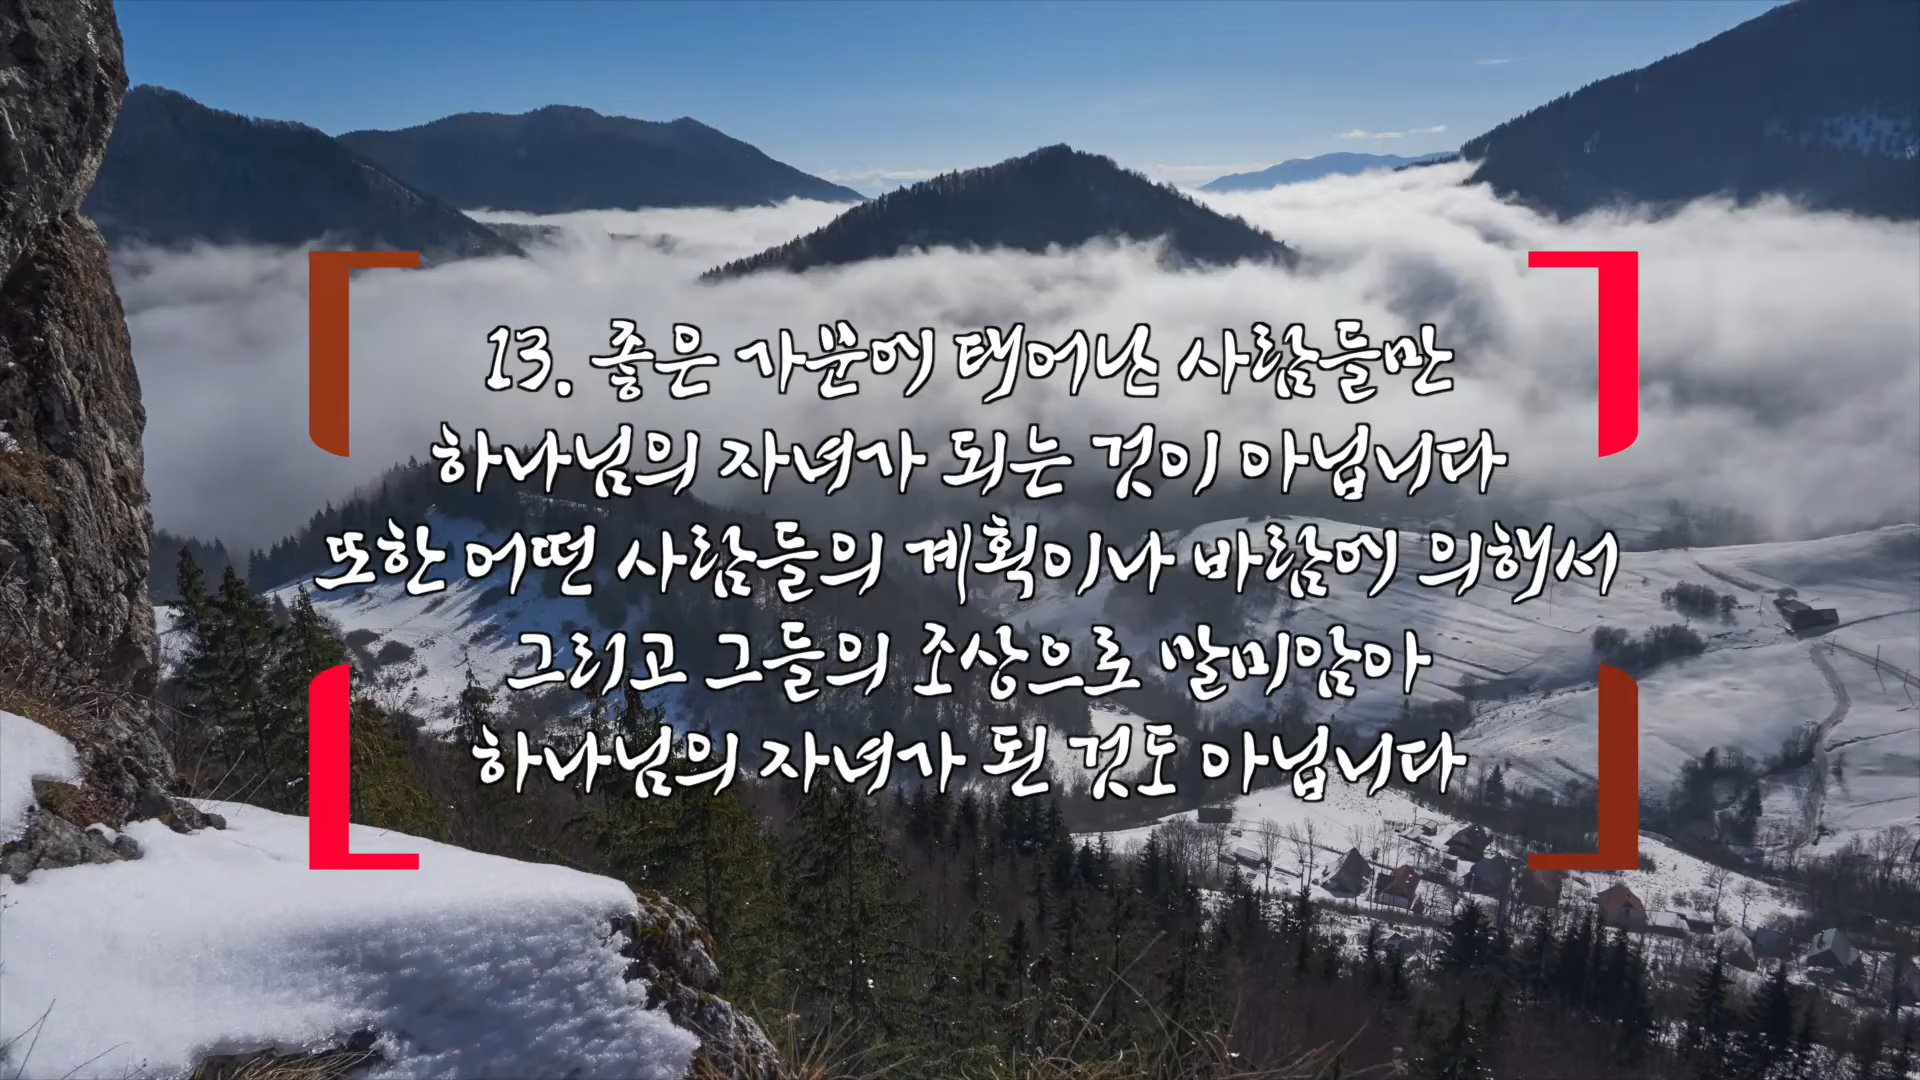 13. 좋은 가문에 태어난 사람들만
하나님의 자녀가 되는 것이 아닙니다
또한 어떤 사람들의 계획이나 바람에 의해서
그리고 그들의 조상으로 말미암아
하나님의 자녀가 된 것도 아닙니다